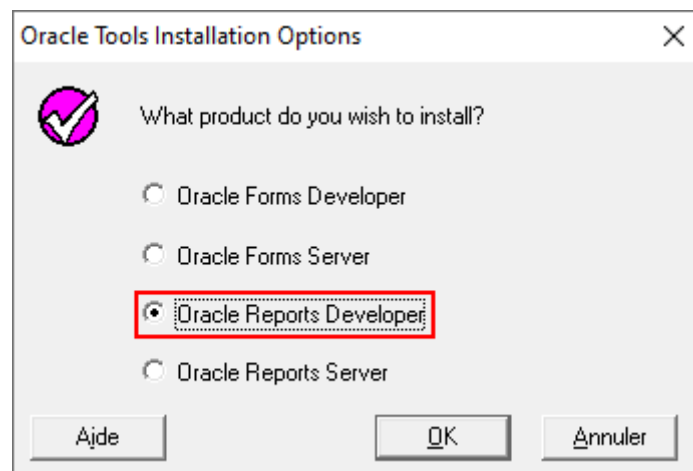 Oracle Tools Installation Options
What product do you wish to install?
Oracle Forms Developer
Oracle Forms Server
Oracle Reports Developer
Oracle Reports Server
Aide
OK
Annuler